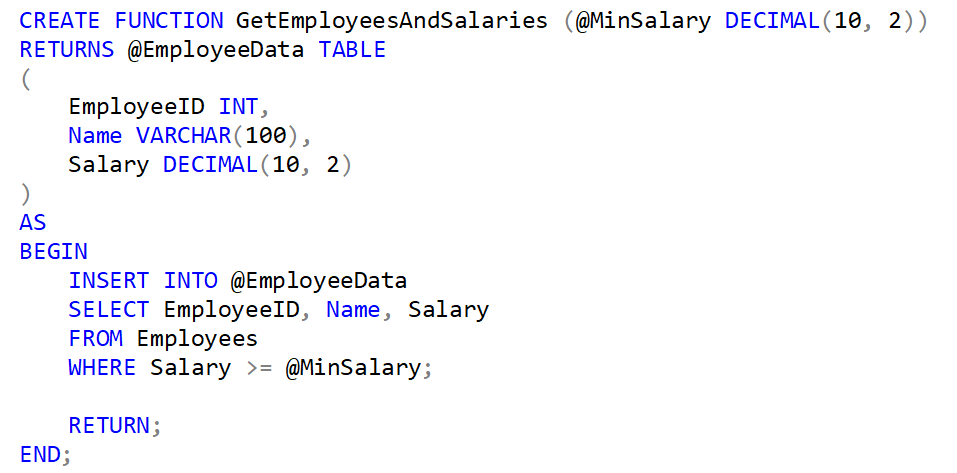 CREATE FUNCTION GetEmployeesAndSalaries (@MinSalary DECIMAL(10, 2))
RETURNS @EmployeeData TABLE
(
    EmployeeID INT,
    Name VARCHAR(100),
    Salary DECIMAL(10, 2)
)
AS
BEGIN
    INSERT INTO @EmployeeData
    SELECT EmployeeID, Name, Salary
    FROM Employees
    WHERE Salary >= @MinSalary;

    RETURN;
END;